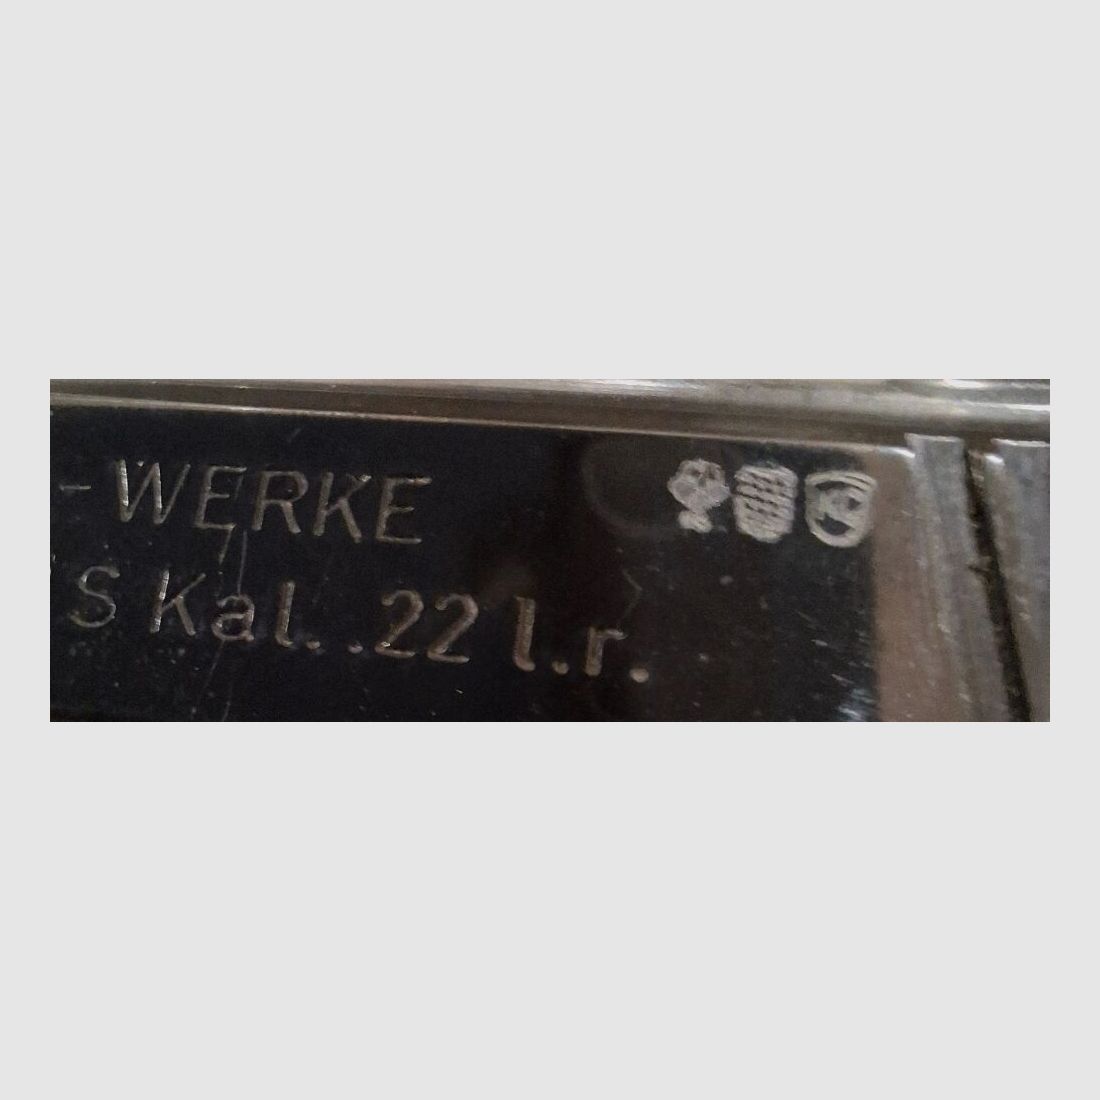 -WERKE
S Kal. .22 l.r.